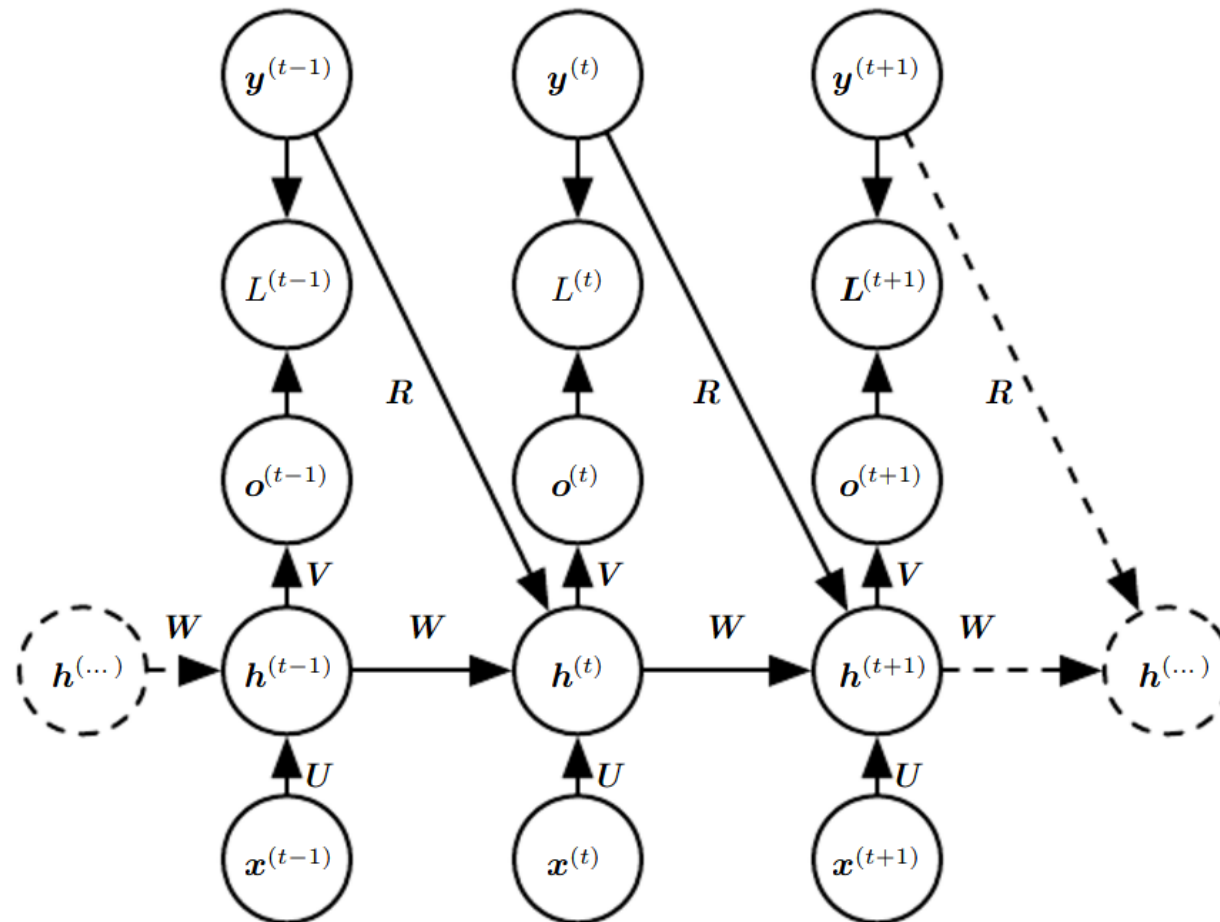 y^(t−1) y^(t) y^(t+1)
L^(t−1) L^(t) L^(t+1)
R R R
o^(t−1) o^(t) o^(t+1)
V V V
W W W W
h^(...) h^(t−1) h^(t) h^(t+1) h^(...)
U U U
x^(t−1) x^(t) x^(t+1)